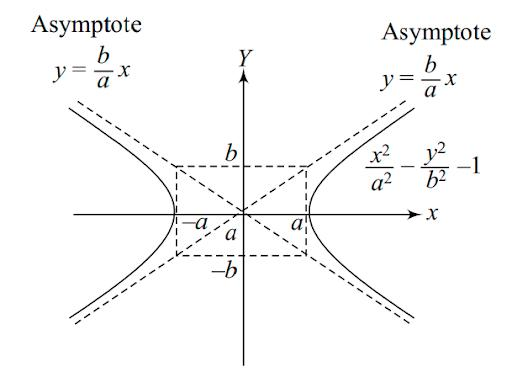 Asymptote
y = b/a x
Asymptote
y = b/a x
Y
b
x²/a² - y²/b² -1
x
-a
a
a
-b